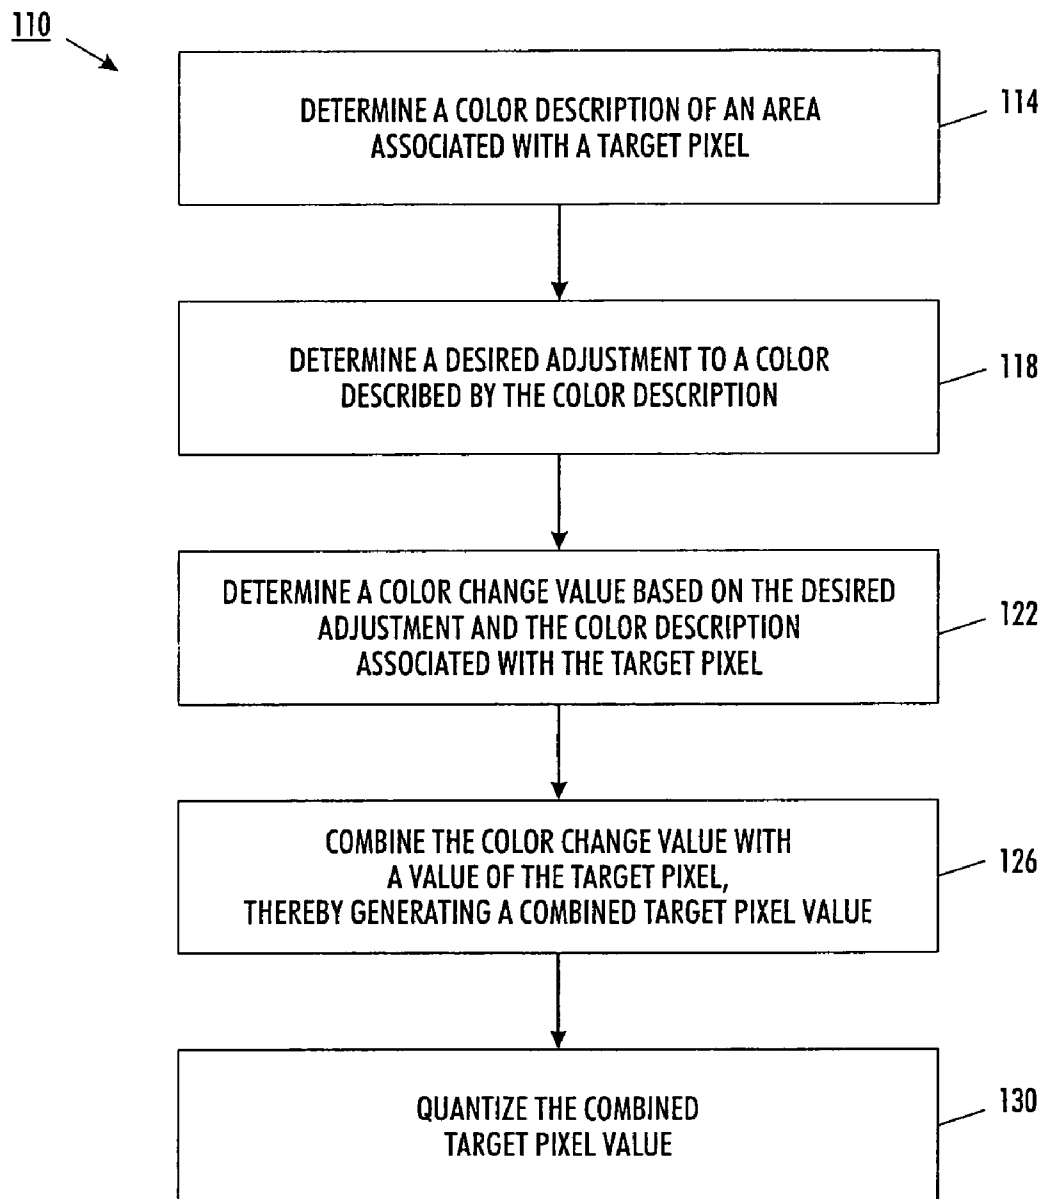 110
DETERMINE A COLOR DESCRIPTION OF AN AREA
ASSOCIATED WITH A TARGET PIXEL
114
DETERMINE A DESIRED ADJUSTMENT TO A COLOR
DESCRIBED BY THE COLOR DESCRIPTION
118
DETERMINE A COLOR CHANGE VALUE BASED ON THE DESIRED
ADJUSTMENT AND THE COLOR DESCRIPTION
ASSOCIATED WITH THE TARGET PIXEL
122
COMBINE THE COLOR CHANGE VALUE WITH
A VALUE OF THE TARGET PIXEL,
THEREBY GENERATING A COMBINED TARGET PIXEL VALUE
126
QUANTIZE THE COMBINED
TARGET PIXEL VALUE
130